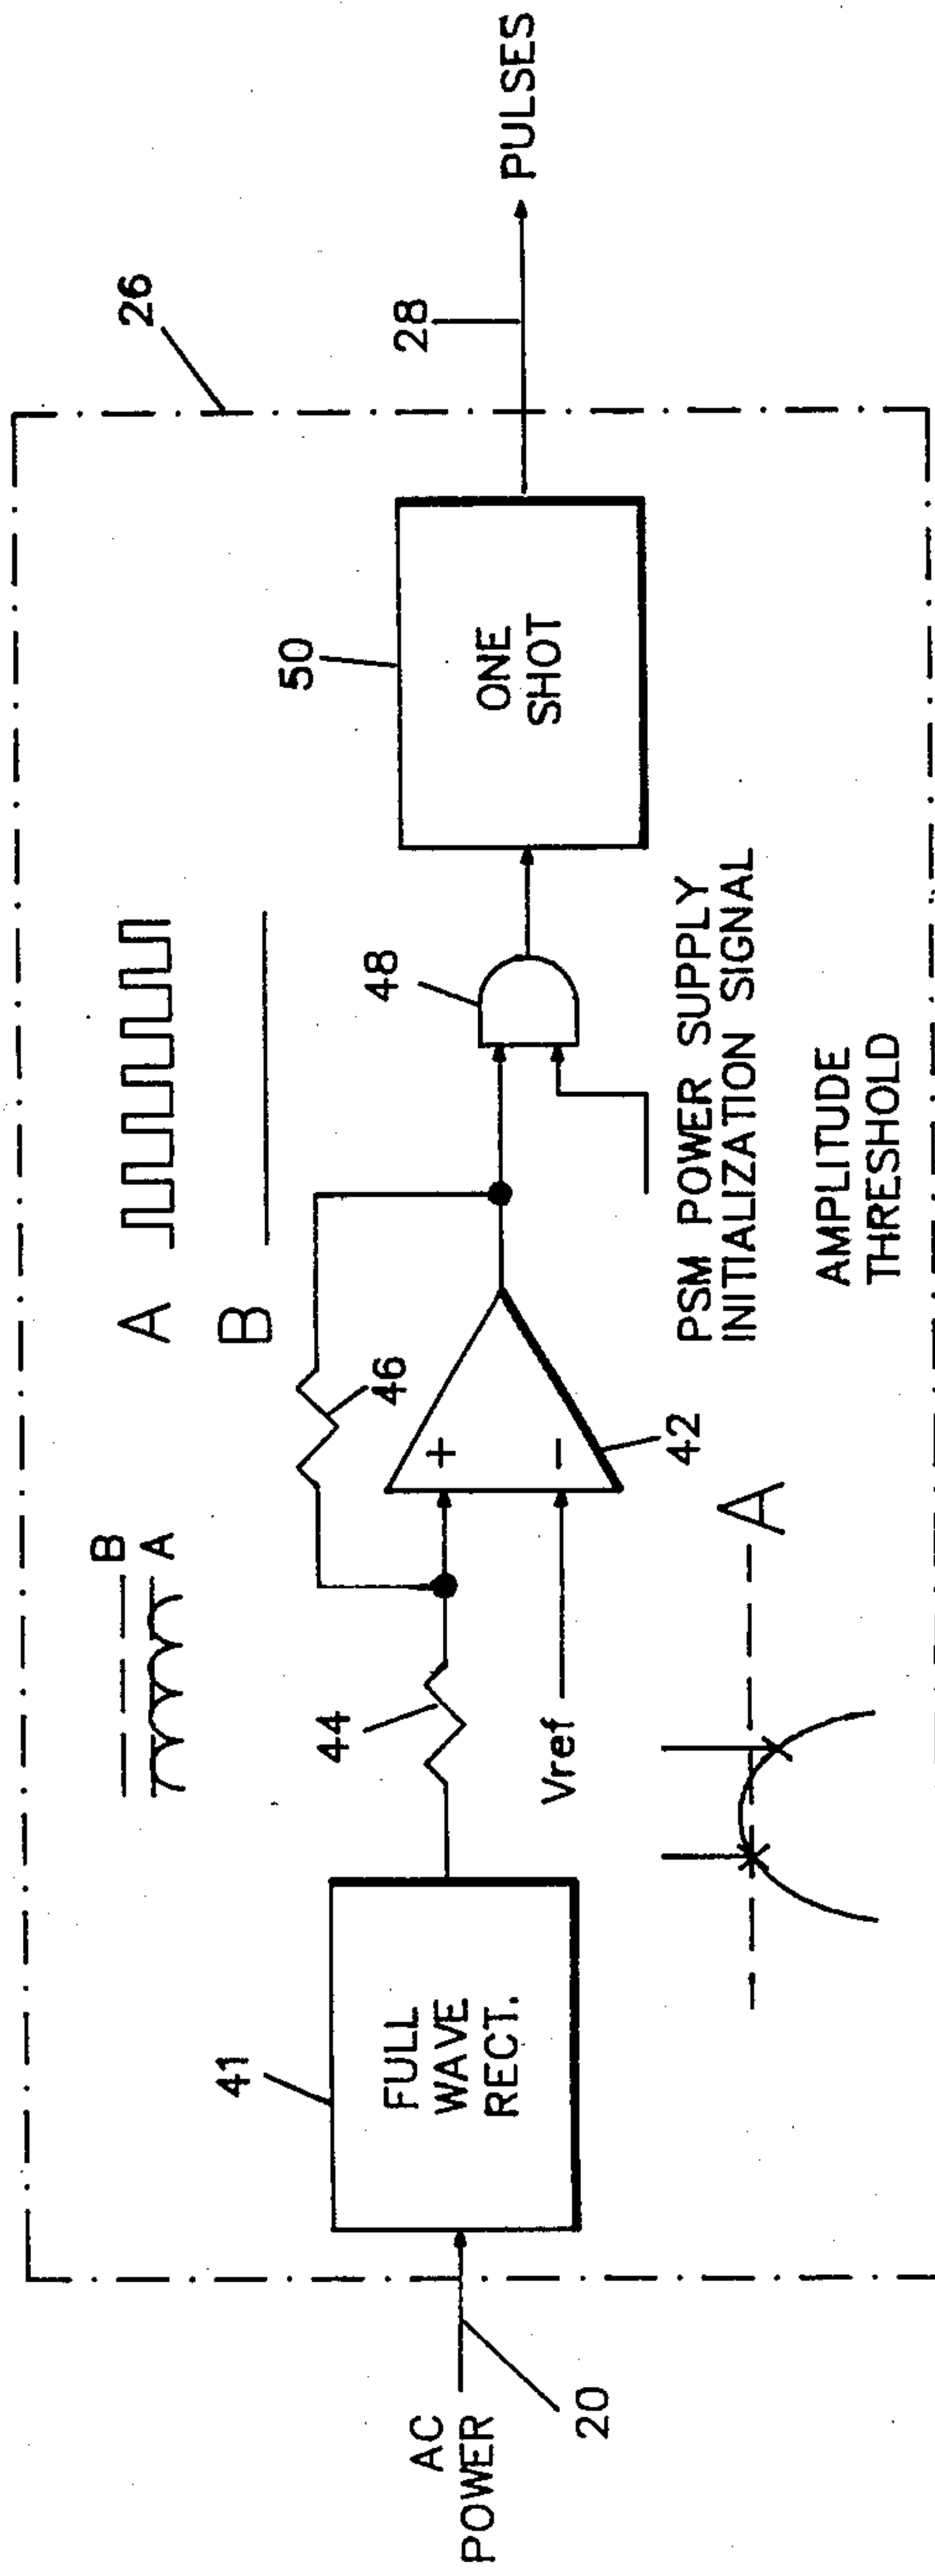 26
A
B
B
A
46
41
FULL
WAVE
RECT.
44
+
−
42
48
50
ONE
SHOT
28
PULSES
AC
POWER
20
Vref
PSM POWER SUPPLY
INITIALIZATION SIGNAL
A
AMPLITUDE
THRESHOLD